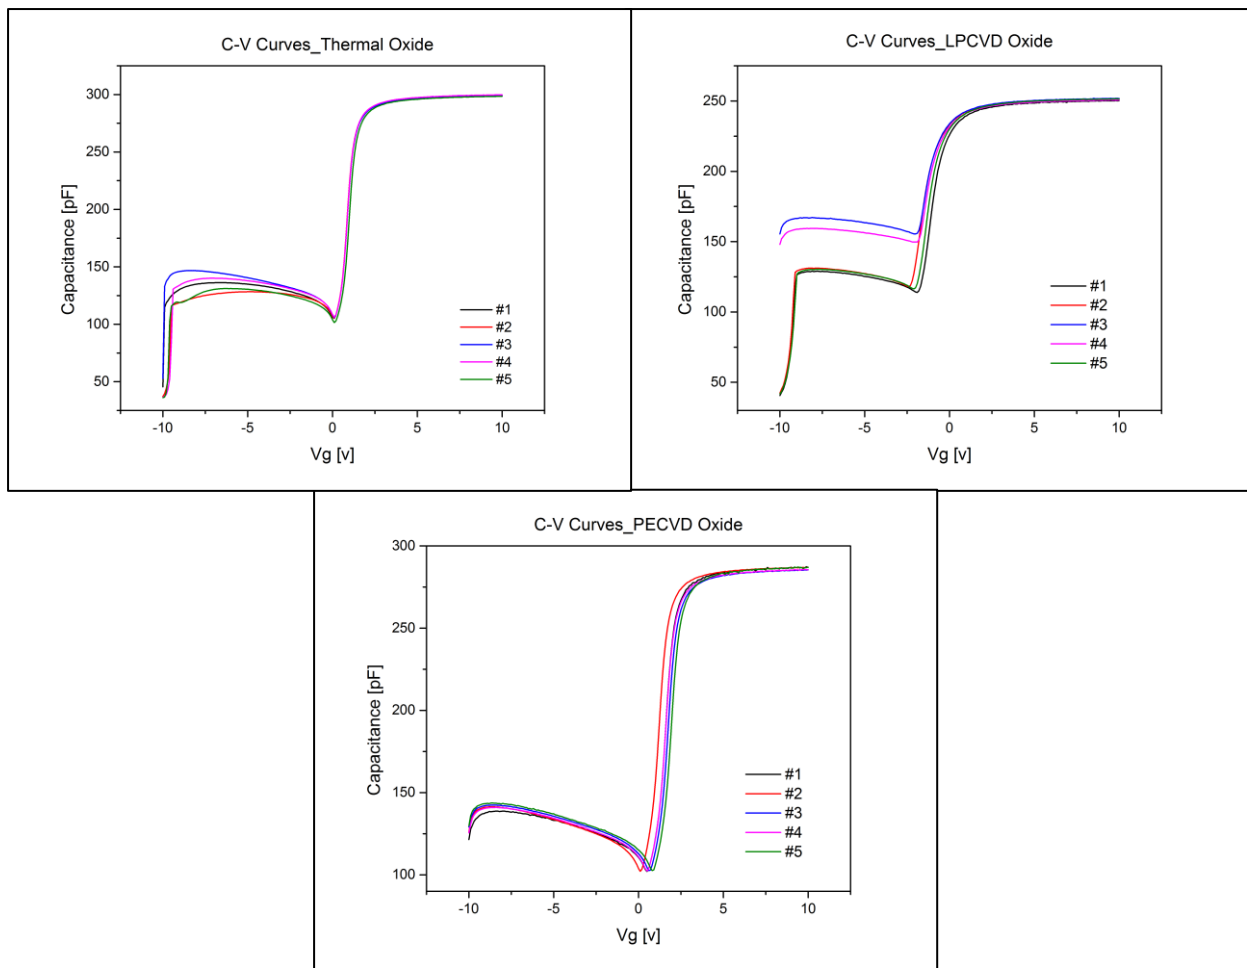 C-V Curves_Thermal Oxide
300
250
200
150
100
50
Capacitance [pF]
-10 -5 0 5 10
Vg [v]
#1
#2
#3
#4
#5
C-V Curves_LPCVD Oxide
250
200
150
100
50
Capacitance [pF]
-10 -5 0 5 10
Vg [v]
#1
#2
#3
#4
#5
C-V Curves_PECVD Oxide
300
250
200
150
100
Capacitance [pF]
-10 -5 0 5 10
Vg [v]
#1
#2
#3
#4
#5